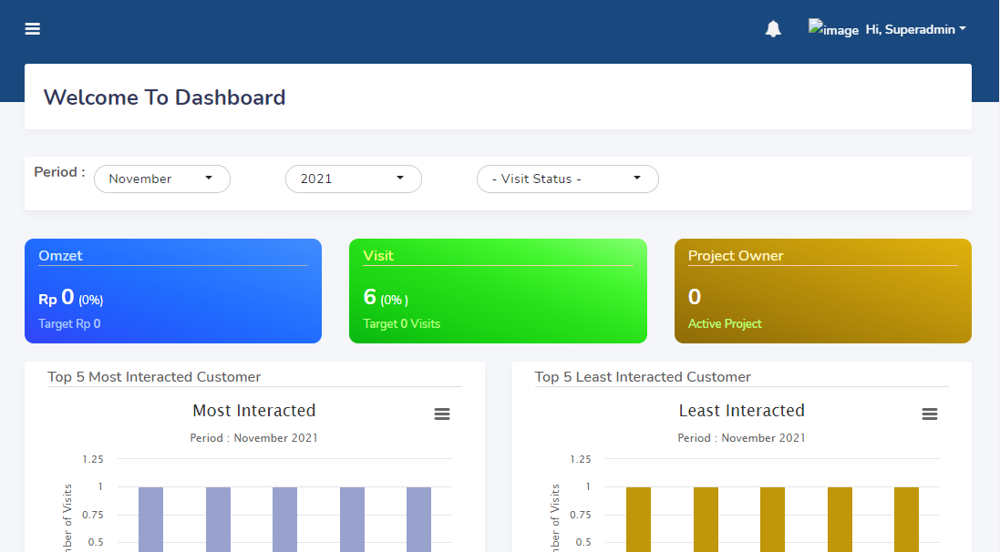 image Hi, Superadmin
Welcome To Dashboard
Period :
November
2021
- Visit Status -
Omzet
Rp 0 (0%)
Target Rp 0
Visit
6 (0% )
Target 0 Visits
Project Owner
0
Active Project
Top 5 Most Interacted Customer
Most Interacted
Period : November 2021
1.25
1
0.75
0.5
of Visits
Top 5 Least Interacted Customer
Least Interacted
Period : November 2021
1.25
1
0.75
0.5
of Visits